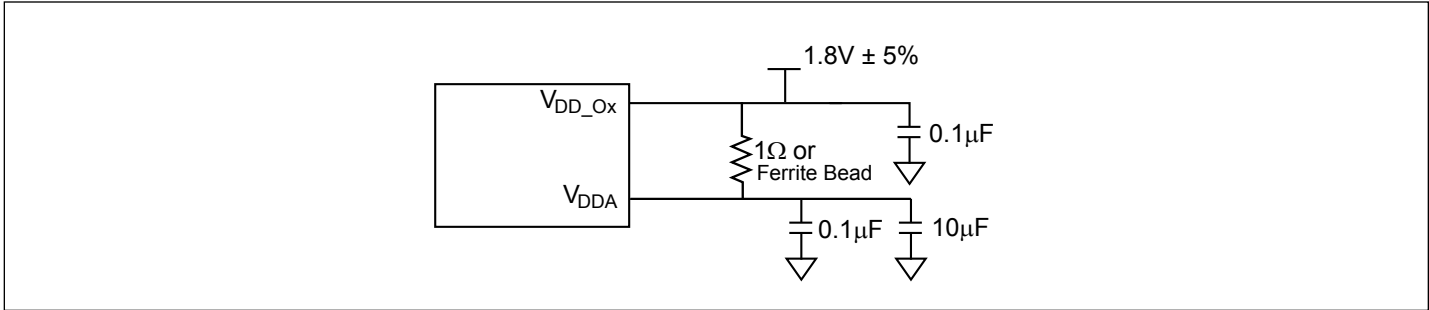 1.8V ± 5%
V_DD_Ox
0.1μF
1Ω or
Ferrite Bead
V_DDA
0.1μF
10μF